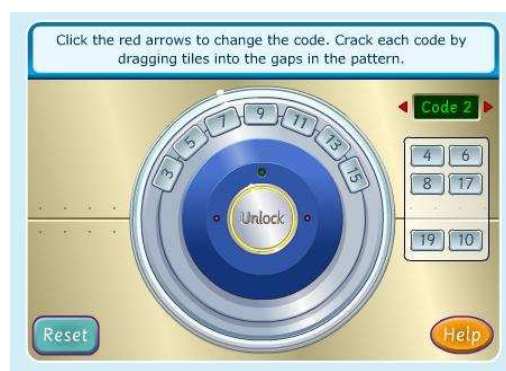 Click the red arrows to change the code. Crack each code by
dragging tiles into the gaps in the pattern.
Code 2
3 5 7 9 11 13 15
4 6
8 17
Unlock
19 10
Reset
Help